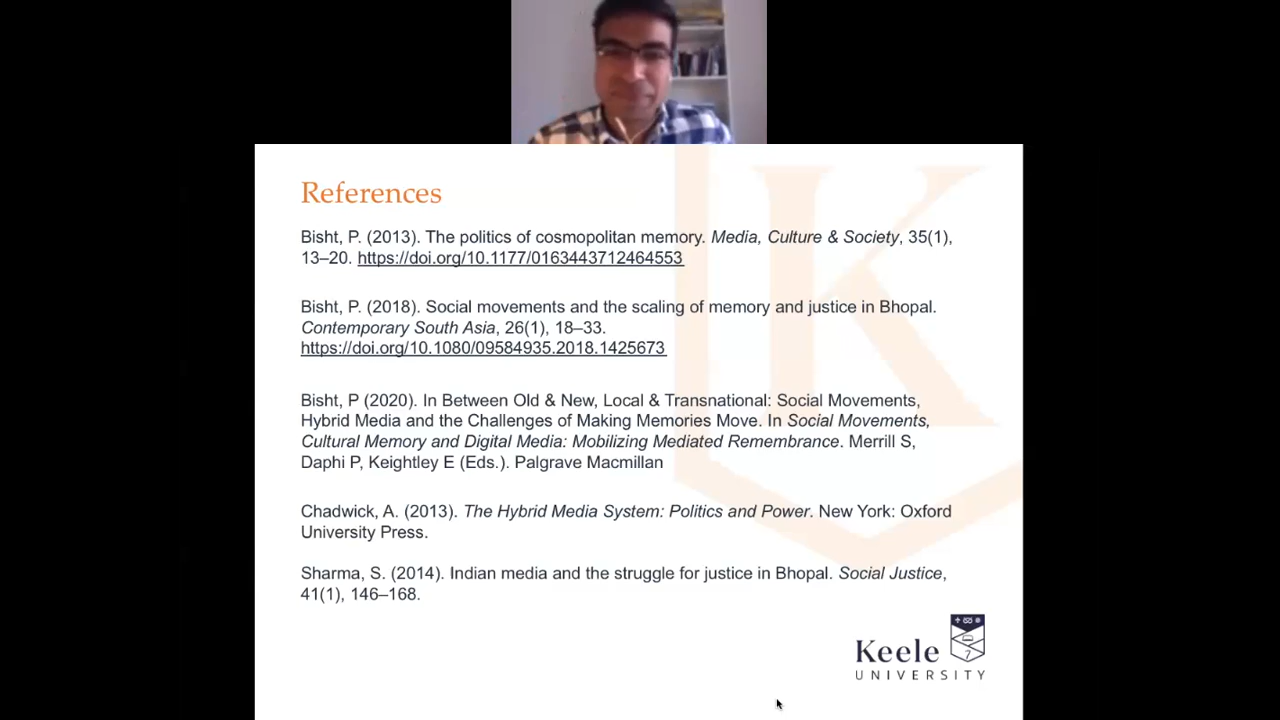 References
Bisht, P. (2013). The politics of cosmopolitan memory. Media, Culture & Society, 35(1),
13–20. https://doi.org/10.1177/0163443712464553
Bisht, P. (2018). Social movements and the scaling of memory and justice in Bhopal.
Contemporary South Asia, 26(1), 18–33.
https://doi.org/10.1080/09584935.2018.1425673
Bisht, P (2020). In Between Old & New, Local & Transnational: Social Movements,
Hybrid Media and the Challenges of Making Memories Move. In Social Movements,
Cultural Memory and Digital Media: Mobilizing Mediated Remembrance. Merrill S,
Daphi P, Keightley E (Eds.). Palgrave Macmillan
Chadwick, A. (2013). The Hybrid Media System: Politics and Power. New York: Oxford
University Press.
Sharma, S. (2014). Indian media and the struggle for justice in Bhopal. Social Justice,
41(1), 146–168.
Keele
UNIVERSITY